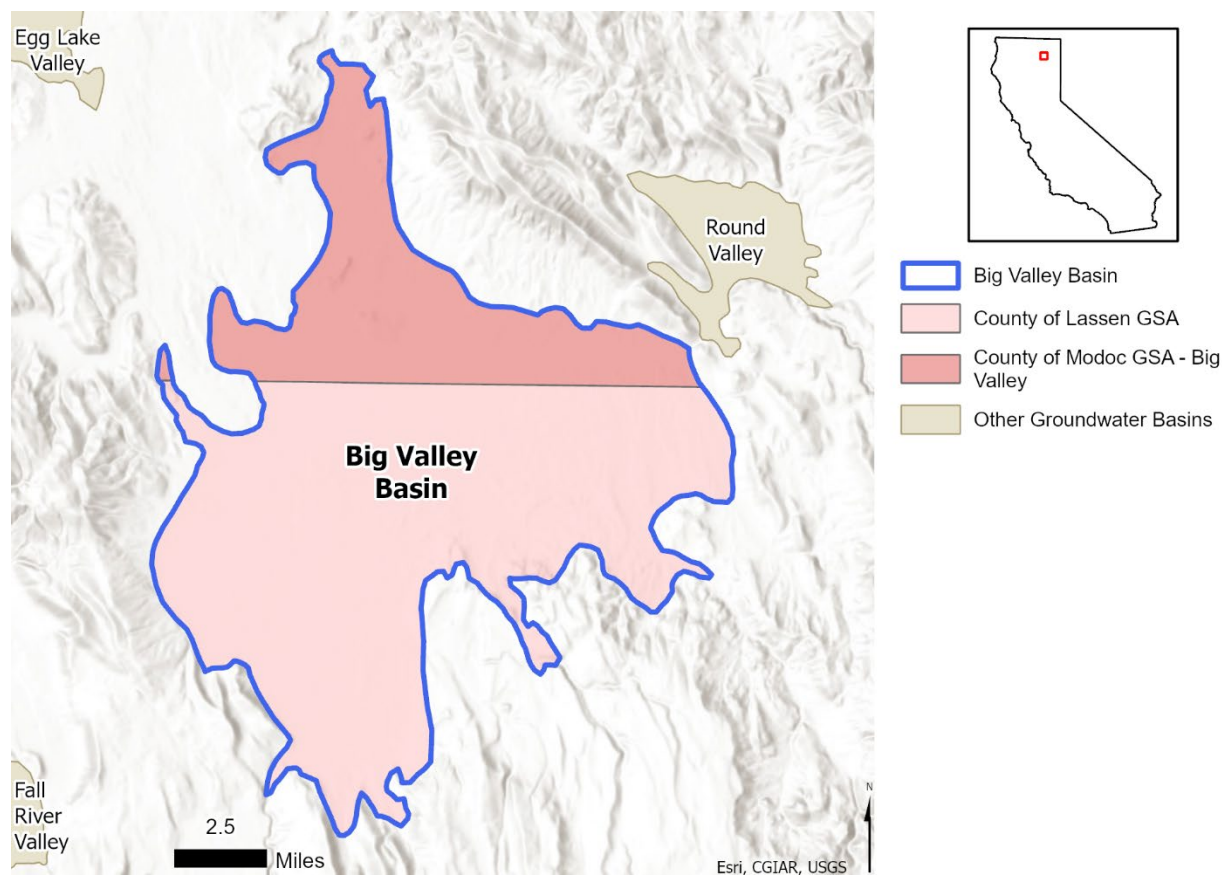 Egg Lake
Valley
Round
Valley
Big Valley
Basin
Fall
River
Valley
2.5
Miles
N
Esri, CGIAR, USGS
Big Valley Basin
County of Lassen GSA
County of Modoc GSA - Big
Valley
Other Groundwater Basins